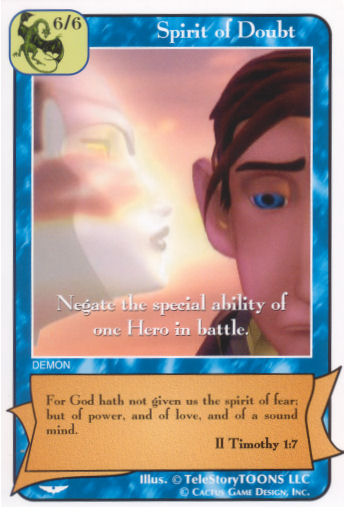 6/6
Spirit of Doubt
Negate the special ability of
one Hero in battle.
DEMON
For God hath not given us the spirit of fear;
but of power, and of love, and of a sound
mind.
II Timothy 1:7
Illus. © TeleStoryTOONS LLC
© Cactus Game Design, Inc.